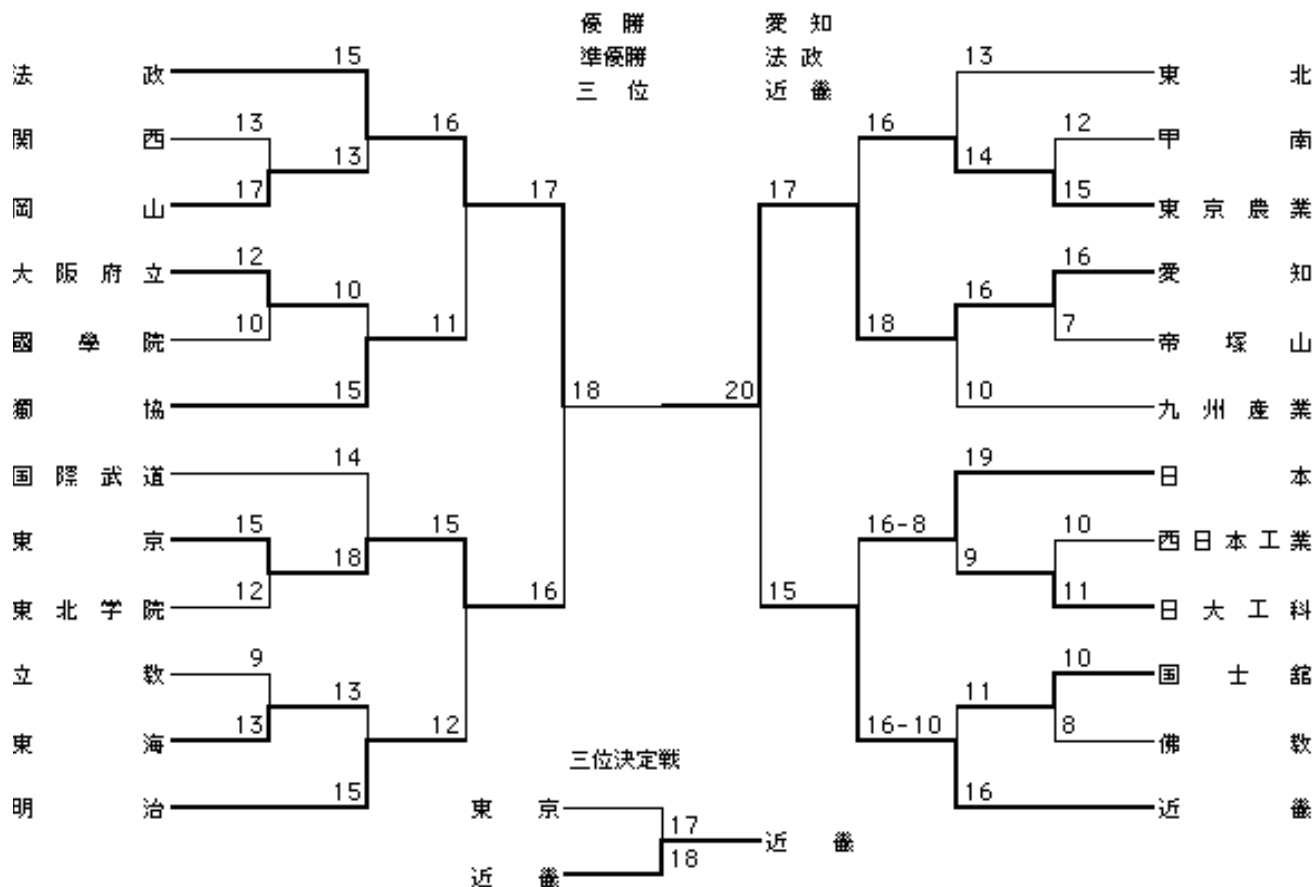 優勝 愛知
準優勝 法政
三位 近畿
15 13
法政 東北
13 16 16 12
関西 甲南
13 14
17 17 17 15
岡山 東京農業
12 16
大阪府立 愛知
10 16
10 11 18 7
國學院 帝塚山
15 18 20 10
獨協 九州産業
14 19
国際武道 日本
15 15 16-8 10
東京 西日本工業
18 9
12 16 15 11
東北学院 日大工科
9 10
立教 国士舘
13 11
13 12 16-10 8
東海 佛教
三位決定戦
15 16
明治 東京 近畿
17
近畿
18
近畿